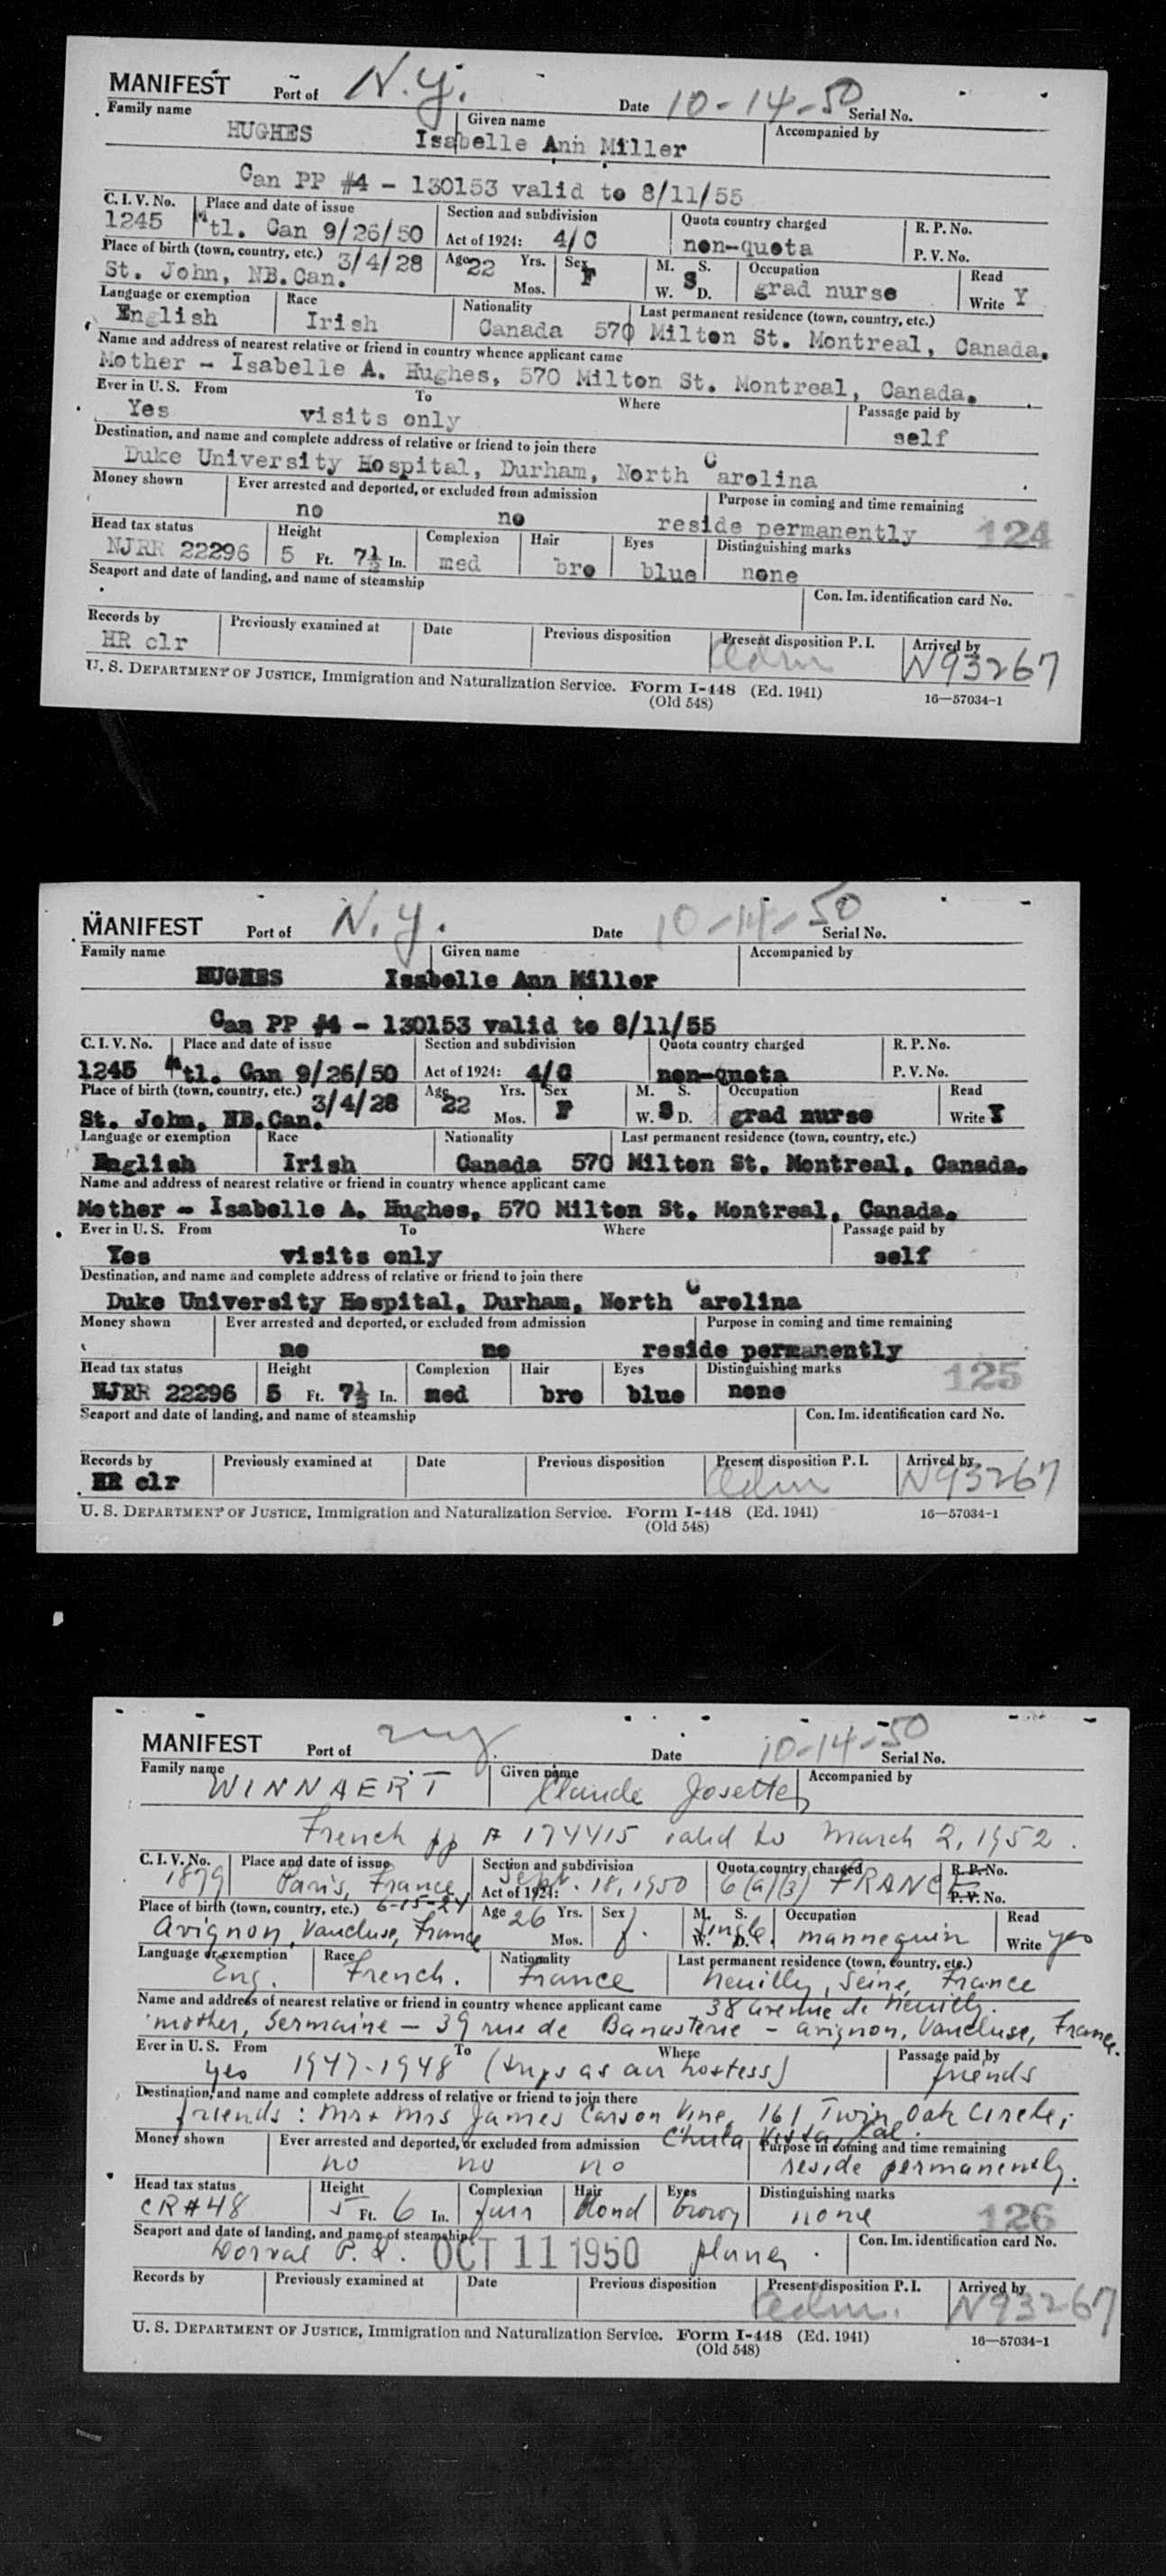 MANIFEST Port of N.Y. Date 10-14-50 Serial No.
Family name Given name Accompanied by
HUGHES Isabelle Ann Miller
Can PP #4 - 130153 valid to 8/11/55
C. I. V. No. Place and date of issue Section and subdivision Quota country charged R. P. No.
1245 Mtl. Can 9/26/50 Act of 1924: 4/C non-quota P. V. No.
Place of birth (town, country, etc.) 3/4/28 Age 22 Yrs. Sex M. S. Occupation Read
St. John, NB.Can. Mos. F W. S D. grad nurse Write Y
Language or exemption Race Nationality Last permanent residence (town, country, etc.)
English Irish Canada 570 Milton St. Montreal, Canada.
Name and address of nearest relative or friend in country whence applicant came
Mother - Isabelle A. Hughes, 570 Milton St. Montreal, Canada.
Ever in U. S. From To Where Passage paid by
Yes visits only self
Destination, and name and complete address of relative or friend to join there
Duke University Hospital, Durham, North Carolina
Money shown Ever arrested and deported, or excluded from admission Purpose in coming and time remaining
no no reside permanently 124
Head tax status Height Complexion Hair Eyes Distinguishing marks
NJRR 22296 5 Ft. 7½ In. med bro blue none
Seaport and date of landing, and name of steamship Con. Im. identification card No.
Records by Previously examined at Date Previous disposition Present disposition P. I. Arrived by
HR clr adm N93267
U. S. DEPARTMENT OF JUSTICE, Immigration and Naturalization Service. Form I-448 (Ed. 1941) 16—57034-1
(Old 548)
MANIFEST Port of N.Y. Date 10-14-50 Serial No.
Family name Given name Accompanied by
HUGHES Isabelle Ann Miller
Can PP #4 - 130153 valid to 8/11/55
C. I. V. No. Place and date of issue Section and subdivision Quota country charged R. P. No.
1245 Mtl. Can 9/26/50 Act of 1924: 4/C non-quota P. V. No.
Place of birth (town, country, etc.) 3/4/28 Age 22 Yrs. Sex M. S. Occupation Read
St. John, NB.Can. Mos. F W. S D. grad nurse Write Y
Language or exemption Race Nationality Last permanent residence (town, country, etc.)
English Irish Canada 570 Milton St. Montreal, Canada.
Name and address of nearest relative or friend in country whence applicant came
Mother - Isabelle A. Hughes, 570 Milton St. Montreal, Canada.
Ever in U. S. From To Where Passage paid by
Yes visits only self
Destination, and name and complete address of relative or friend to join there
Duke University Hospital, Durham, North Carolina
Money shown Ever arrested and deported, or excluded from admission Purpose in coming and time remaining
no no reside permanently
Head tax status Height Complexion Hair Eyes Distinguishing marks 125
NJRR 22296 5 Ft. 7½ In. med bro blue none
Seaport and date of landing, and name of steamship Con. Im. identification card No.
Records by Previously examined at Date Previous disposition Present disposition P. I. Arrived by
HR clr adm N93267
U. S. DEPARTMENT OF JUSTICE, Immigration and Naturalization Service. Form I-448 (Ed. 1941) 16—57034-1
(Old 548)
MANIFEST Port of ny Date 10-14-50 Serial No.
Family name Given name Accompanied by
WINNAERT Claude Josette
French pp # 174415 valid to March 2, 1952.
C. I. V. No. Place and date of issue Section and subdivision Quota country charged R. P. No.
1879 Paris, France Act of 1924: Sept. 18, 1950 6(a)(3) FRANCE P. V. No.
Place of birth (town, country, etc.) 6-15-24 Age 26 Yrs. Sex M. S. Occupation Read
Avignon, Vaucluse, France Mos. f. W. D. Single. mannequin Write yes
Language or exemption Race Nationality Last permanent residence (town, country, etc.)
Eng. French. France Neuilly, Seine, France
Name and address of nearest relative or friend in country whence applicant came 38 avenue de Neuilly.
mother, Germaine - 39 rue de Banasterie - Avignon, Vaucluse, France.
Ever in U. S. From To Where Passage paid by
yes 1947-1948 (trips as air hostess) friends
Destination, and name and complete address of relative or friend to join there
friends: Mr + Mrs James Carson Vine, 161 Twin Oak Circle,
Chula Vista, Cal.
Money shown Ever arrested and deported, or excluded from admission Purpose in coming and time remaining
no no no reside permanently.
Head tax status Height Complexion Hair Eyes Distinguishing marks
CR#48 5 Ft. 6 In. fair blond brown none 126
Seaport and date of landing, and name of steamship Con. Im. identification card No.
Dorval P.Q. OCT 11 1950 plane
Records by Previously examined at Date Previous disposition Present disposition P. I. Arrived by
adm. N93267
U. S. DEPARTMENT OF JUSTICE, Immigration and Naturalization Service. Form I-448 (Ed. 1941) 16—57034-1
(Old 548)